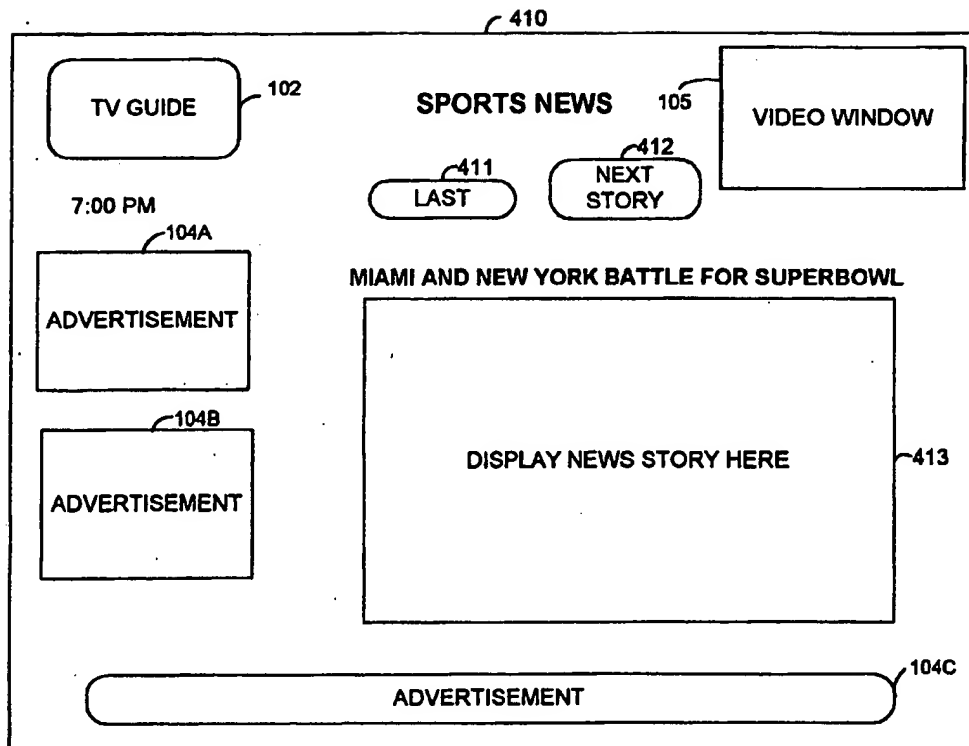 410
TV GUIDE
102
SPORTS NEWS
105
VIDEO WINDOW
411
LAST
412
NEXT
STORY
7:00 PM
104A
ADVERTISEMENT
104B
ADVERTISEMENT
MIAMI AND NEW YORK BATTLE FOR SUPERBOWL
DISPLAY NEWS STORY HERE
413
104C
ADVERTISEMENT